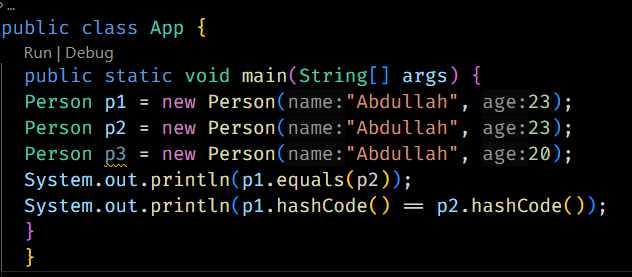 ...
public class App {
Run | Debug
public static void main(String[] args) {
Person p1 = new Person(name:"Abdullah", age:23);
Person p2 = new Person(name:"Abdullah", age:23);
Person p3 = new Person(name:"Abdullah", age:20);
System.out.println(p1.equals(p2));
System.out.println(p1.hashCode() == p2.hashCode());
}
}